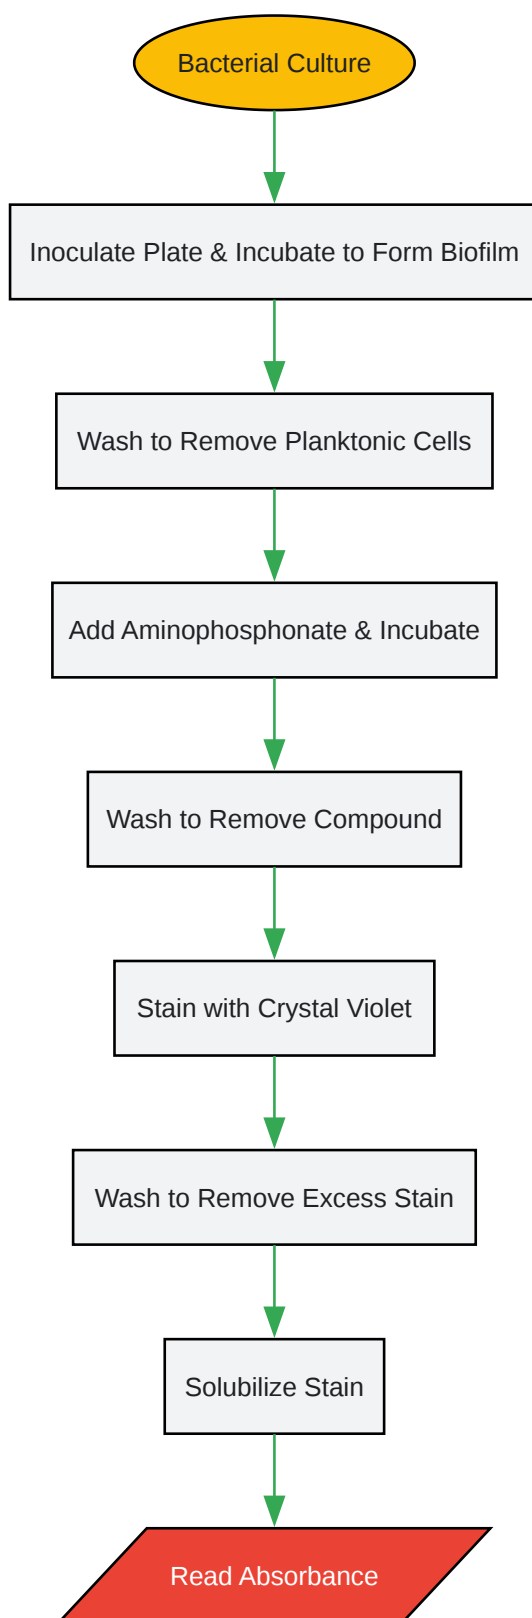 Bacterial Culture
Inoculate Plate & Incubate to Form Biofilm
Wash to Remove Planktonic Cells
Add Aminophosphonate & Incubate
Wash to Remove Compound
Stain with Crystal Violet
Wash to Remove Excess Stain
Solubilize Stain
Read Absorbance